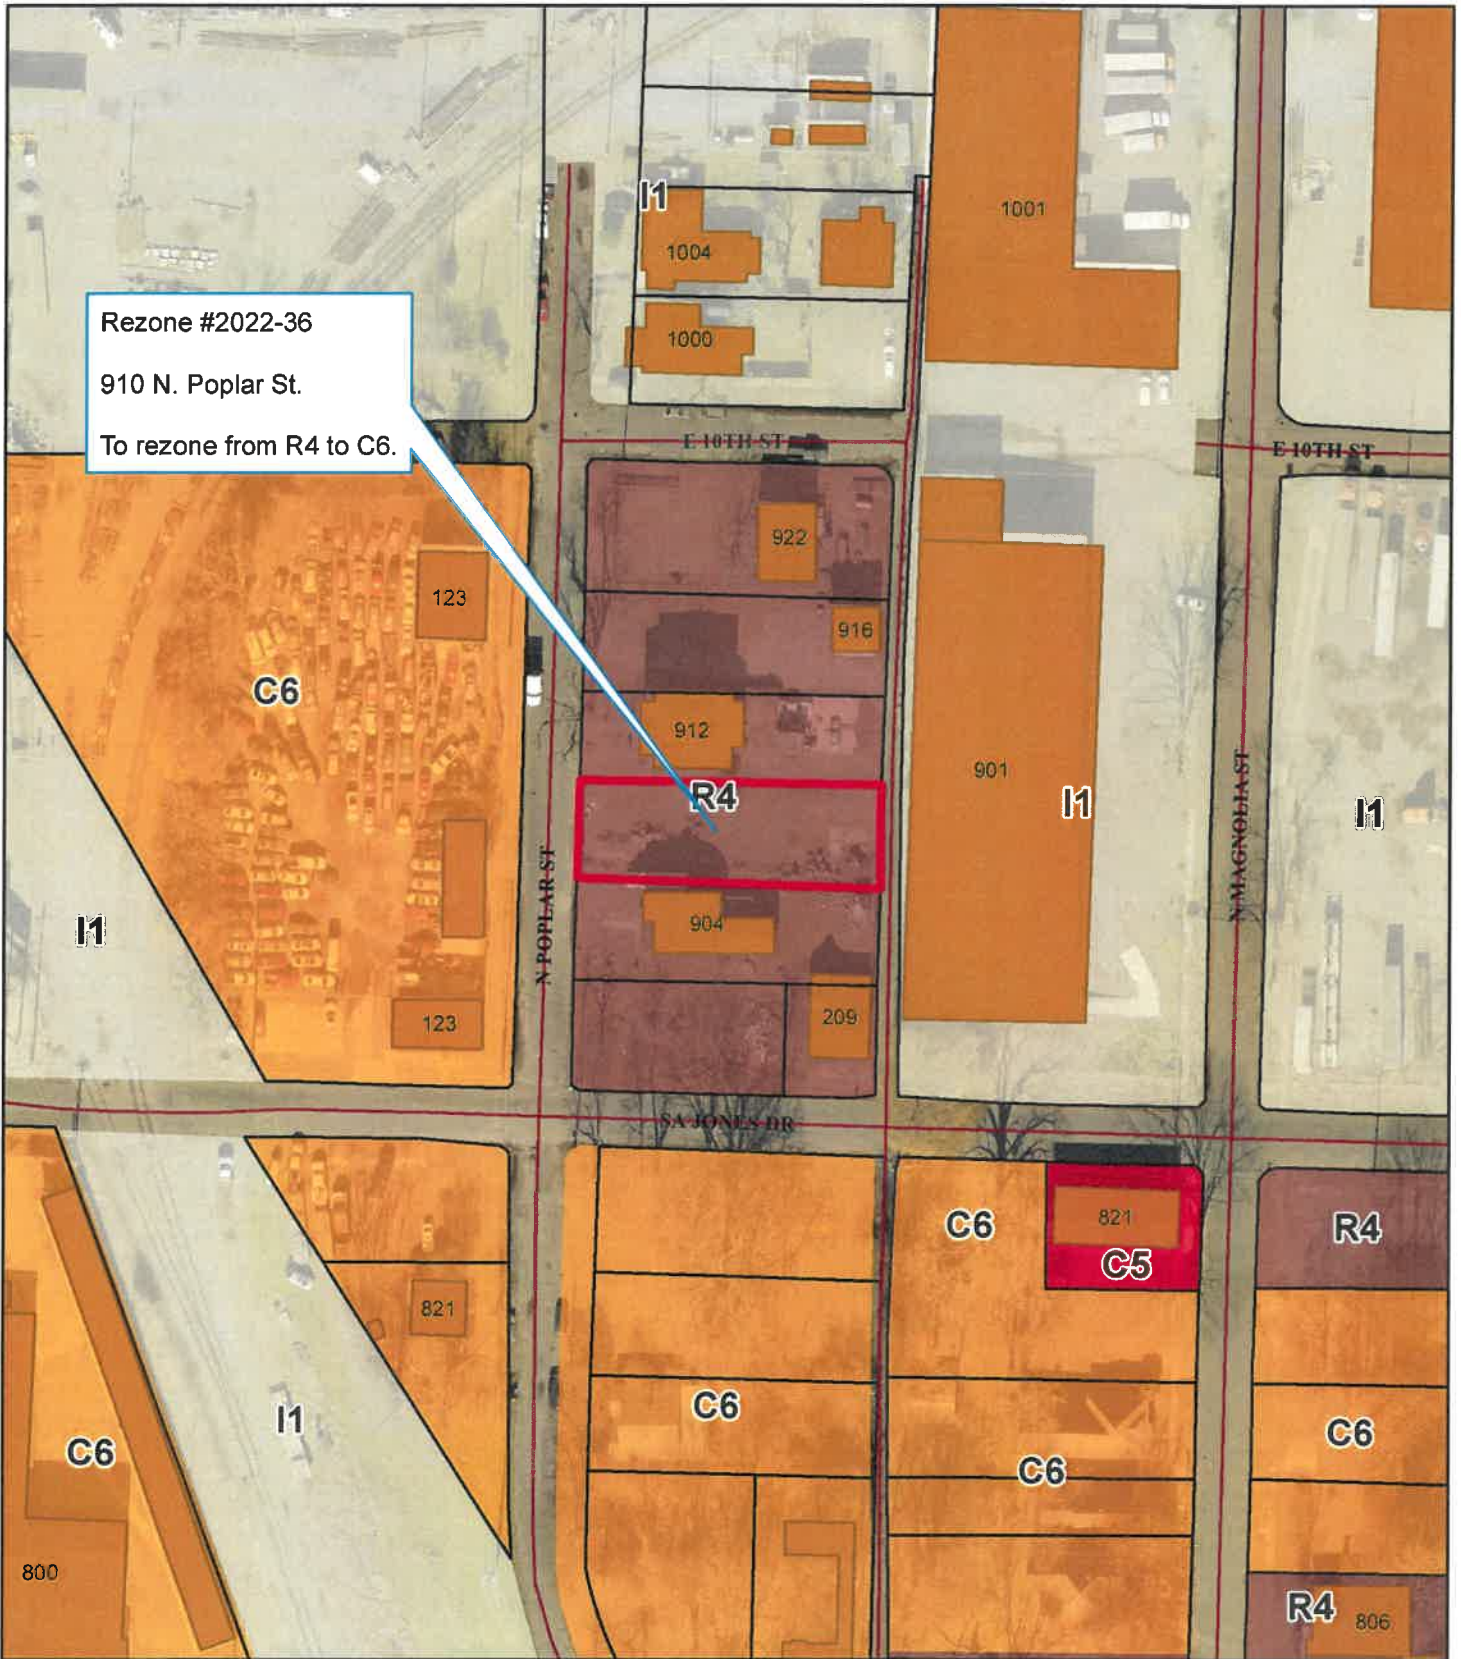 I1
1004
1001
1000
Rezone #2022-36
910 N. Poplar St.
To rezone from R4 to C6.
E 10TH ST
E 10TH ST
922
123
916
C6
912
901
R4
I1
I1
N POPLAR ST
N MAGNOLIA ST
I1
904
209
123
SA JONES DR
C6
821
C5
R4
821
C6
I1
C6
C6
C6
800
R4
806